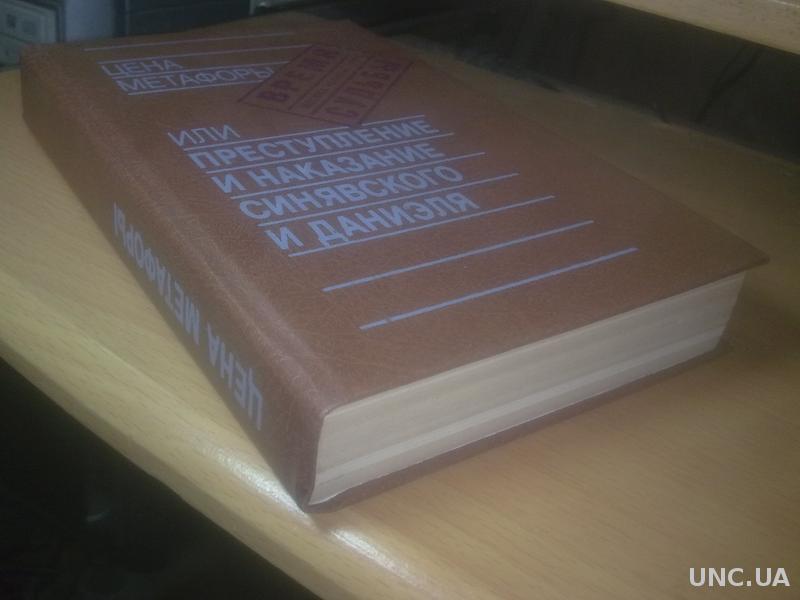 ЦЕНА
МЕТАФОРЫ
ВРЕМЯ
СУДЬБЫ
ИЛИ
ПРЕСТУПЛЕНИЕ
И НАКАЗАНИЕ
СИНЯВСКОГО
И ДАНИЭЛЯ
ЦЕНА МЕТАФОРЫ
UNC.UA